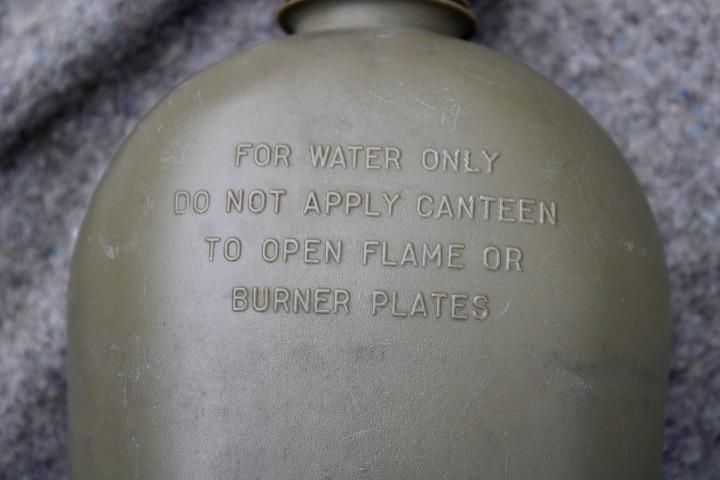 FOR WATER ONLY
DO NOT APPLY CANTEEN
TO OPEN FLAME OR
BURNER PLATES